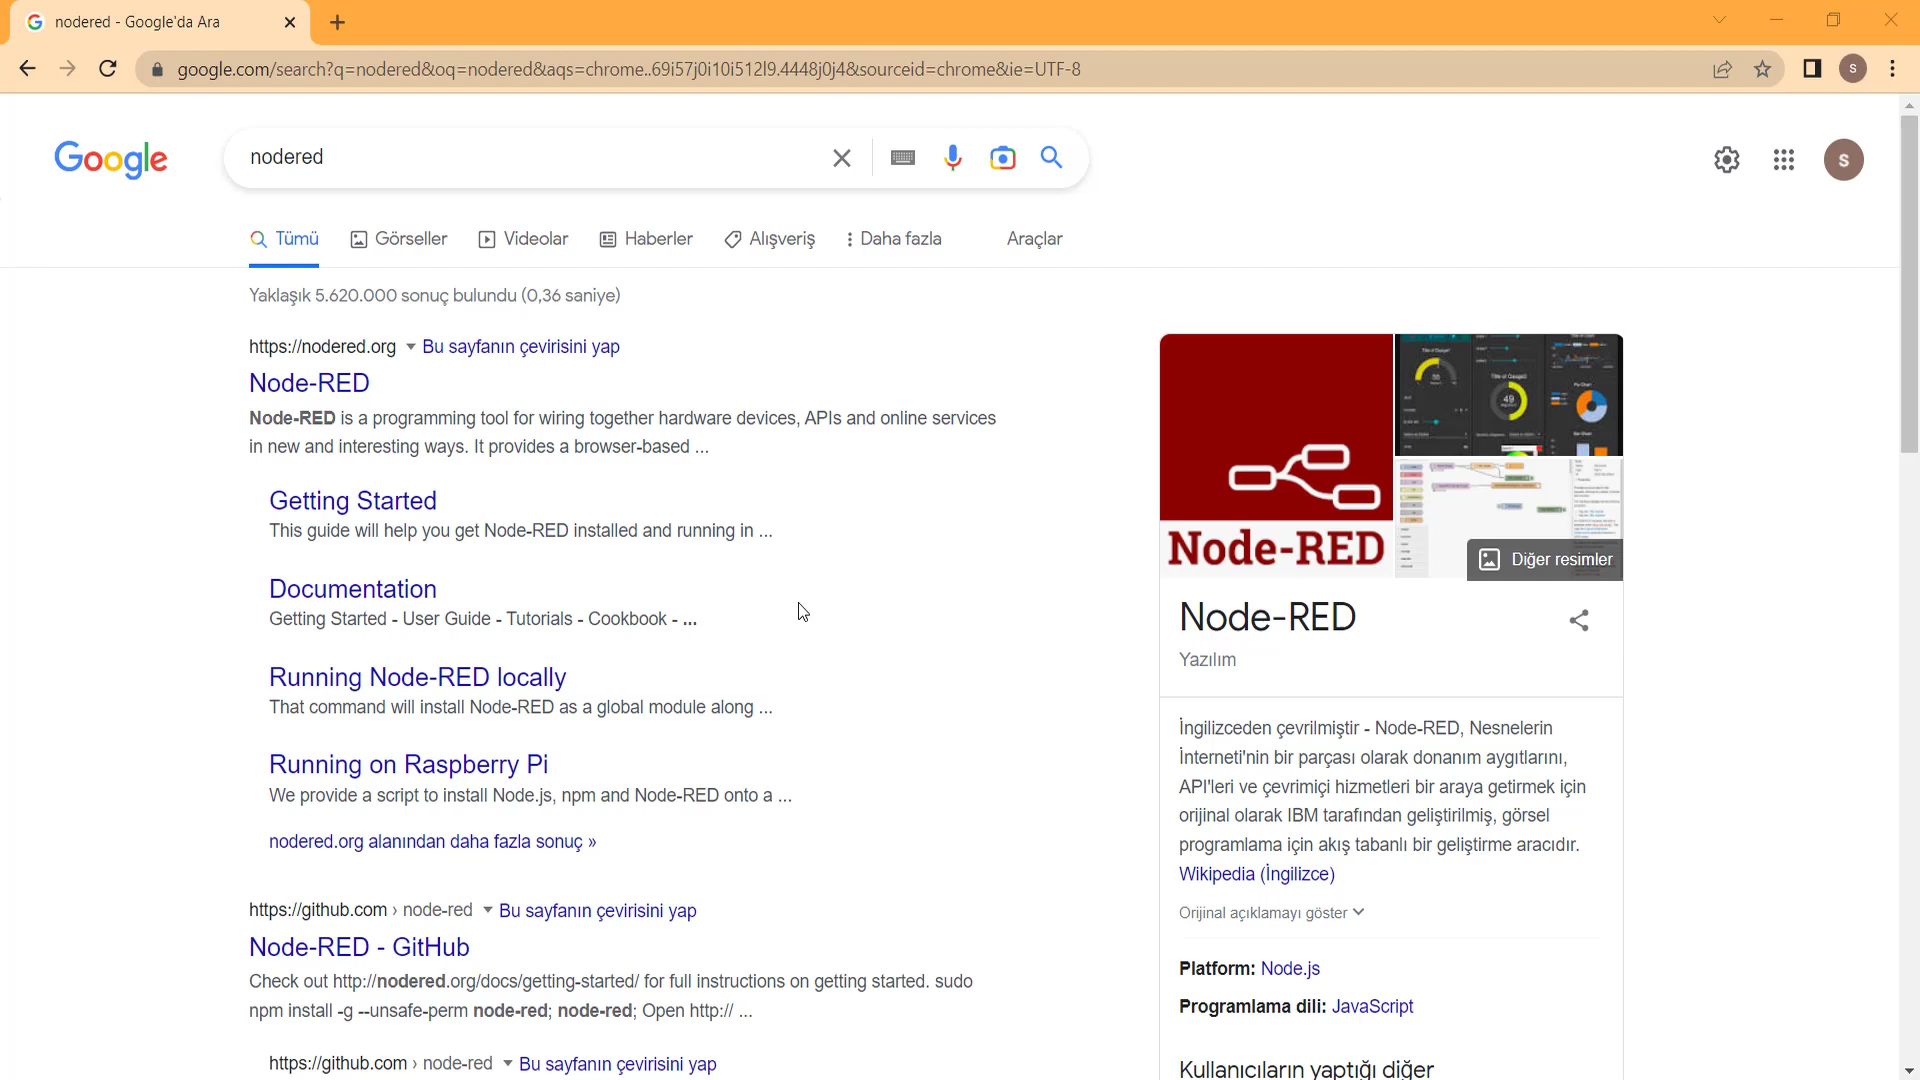 nodered - Google'da Ara
google.com/search?q=nodered&oq=nodered&aqs=chrome..69i57j0i10i512l9.4448j0j4&sourceid=chrome&ie=UTF-8
S
Google
nodered
S
Tümü Görseller Videolar Haberler Alışveriş Daha fazla Araçlar
Yaklaşık 5.620.000 sonuç bulundu (0,36 saniye)
https://nodered.org Bu sayfanın çevirisini yap
Node-RED
Node-RED is a programming tool for wiring together hardware devices, APIs and online services
in new and interesting ways. It provides a browser-based ...
Getting Started
This guide will help you get Node-RED installed and running in ...
Documentation
Getting Started - User Guide - Tutorials - Cookbook - ...
Running Node-RED locally
That command will install Node-RED as a global module along ...
Running on Raspberry Pi
We provide a script to install Node.js, npm and Node-RED onto a ...
nodered.org alanından daha fazla sonuç »
https://github.com › node-red Bu sayfanın çevirisini yap
Node-RED - GitHub
Check out http://nodered.org/docs/getting-started/ for full instructions on getting started. sudo
npm install -g --unsafe-perm node-red; node-red; Open http:// ...
https://github.com › node-red Bu sayfanın çevirisini yap
Node-RED
49
Diğer resimler
Node-RED
Yazılım
İngilizceden çevrilmiştir - Node-RED, Nesnelerin
İnterneti'nin bir parçası olarak donanım aygıtlarını,
API'leri ve çevrimiçi hizmetleri bir araya getirmek için
orijinal olarak IBM tarafından geliştirilmiş, görsel
programlama için akış tabanlı bir geliştirme aracıdır.
Wikipedia (İngilizce)
Orijinal açıklamayı göster
Platform: Node.js
Programlama dili: JavaScript
Kullanıcıların yaptığı diğer